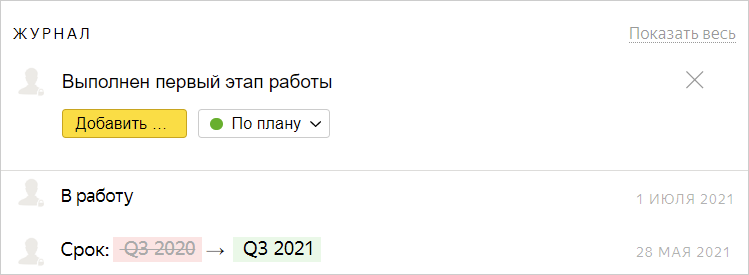 ЖУРНАЛ
Показать весь
Выполнен первый этап работы
Добавить ...
По плану
В работу
1 ИЮЛЯ 2021
Срок: Q3 2020 → Q3 2021
28 МАЯ 2021